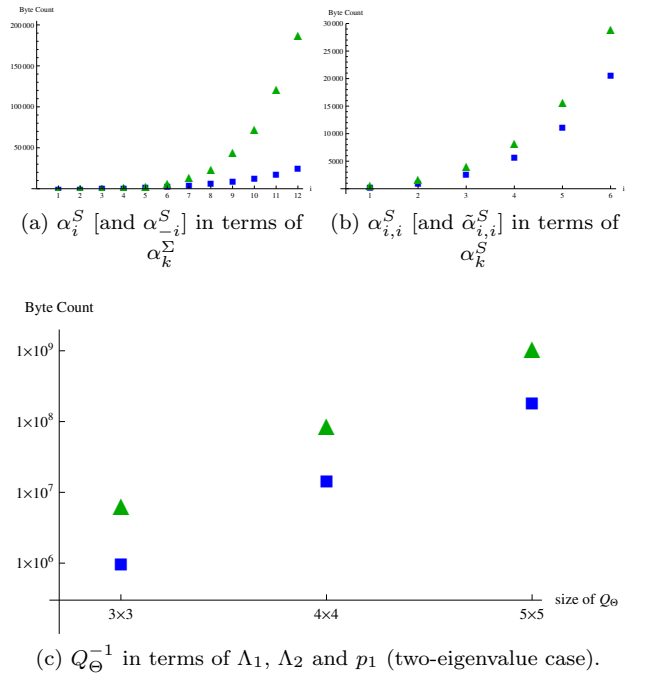 Byte Count
200000
150000
100000
50000
1 2 3 4 5 6 7 8 9 10 11 12
i
Byte Count
30000
25000
20000
15000
10000
5000
1 2 3 4 5 6
i
(a) α_i^S [and α_{-i}^S] in terms of
α_k^Σ
(b) α_{i,i}^S [and α̃_{i,i}^S] in terms of
α_k^S
Byte Count
1×10^9
1×10^8
1×10^7
1×10^6
3×3 4×4 5×5
size of Q_Θ
(c) Q_Θ^{-1} in terms of Λ_1, Λ_2 and p_1 (two-eigenvalue case).